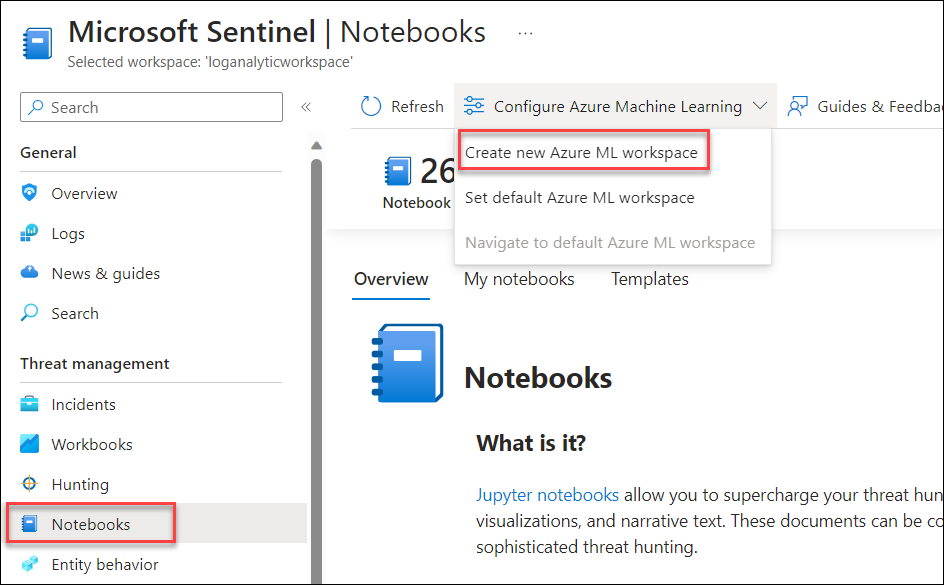 Microsoft Sentinel | Notebooks ...
Selected workspace: 'loganalyticworkspace'
Search
«
Refresh
Configure Azure Machine Learning
Guides & Feedba
General
Overview
Logs
News & guides
Search
Threat management
Incidents
Workbooks
Hunting
Notebooks
Entity behavior
Create new Azure ML workspace
Set default Azure ML workspace
Navigate to default Azure ML workspace
26
Notebook
Overview
My notebooks
Templates
Notebooks
What is it?
Jupyter notebooks allow you to supercharge your threat hun
visualizations, and narrative text. These documents can be co
sophisticated threat hunting.